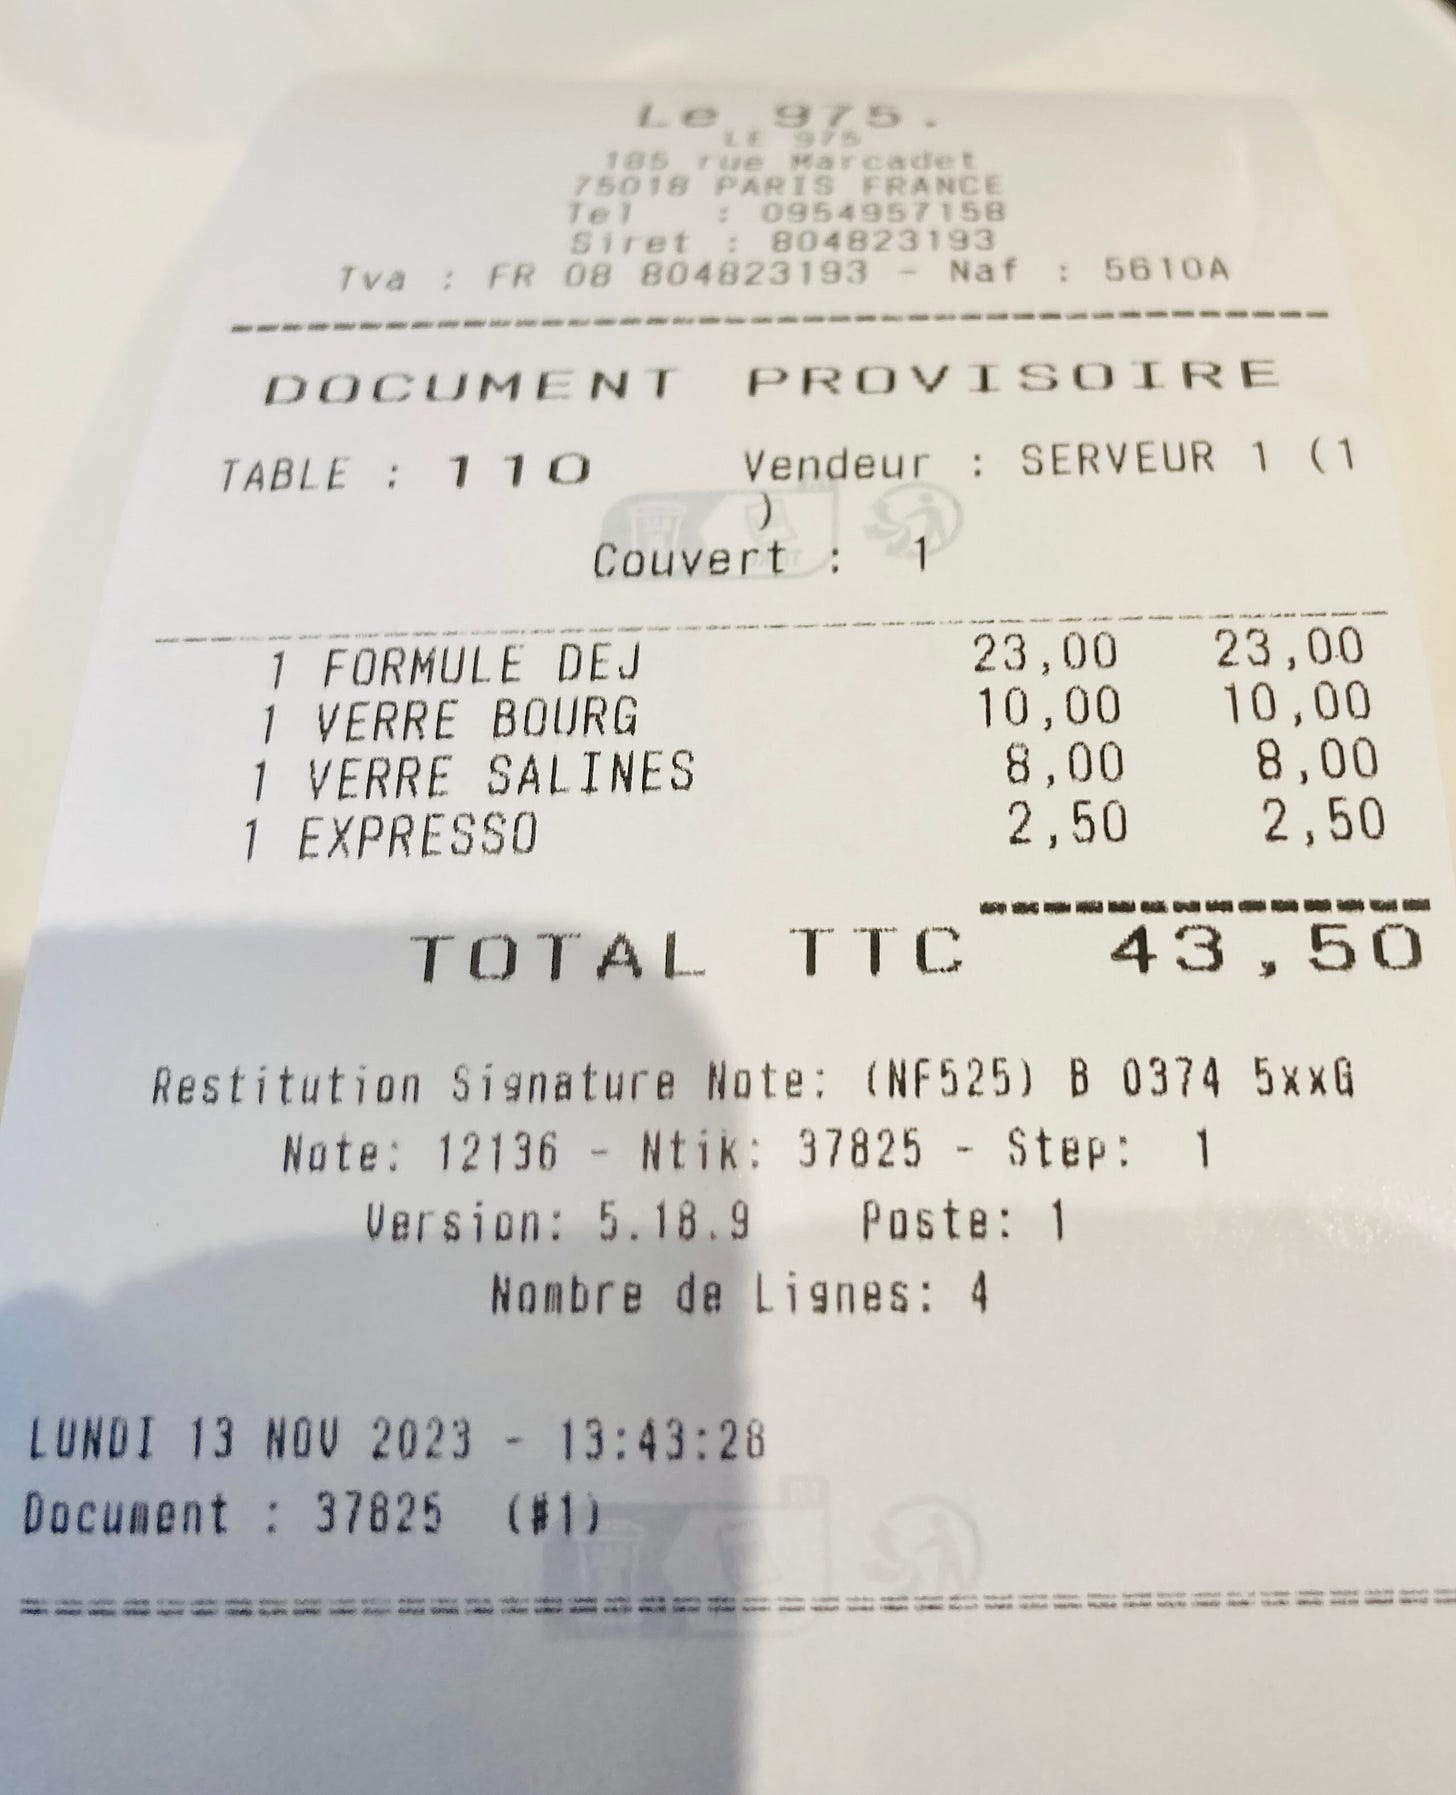 Le 975.
LE 975
185 rue Marcadet
75018 PARIS FRANCE
Tel : 0954957158
Siret : 804823193
Tva : FR 08 804823193 - Naf : 5610A
DOCUMENT PROVISOIRE
TABLE : 110 Vendeur : SERVEUR 1 (1
)
Couvert : 1
1 FORMULE DEJ 23,00 23,00
1 VERRE BOURG 10,00 10,00
1 VERRE SALINES 8,00 8,00
1 EXPRESSO 2,50 2,50
TOTAL TTC 43,50
Restitution Signature Note: (NF525) B 0374 5xxG
Note: 12136 - Ntik: 37825 - Step: 1
Version: 5.18.9 Poste: 1
Nombre de Lignes: 4
LUNDI 13 NOV 2023 - 13:43:28
Document : 37825 (#1)